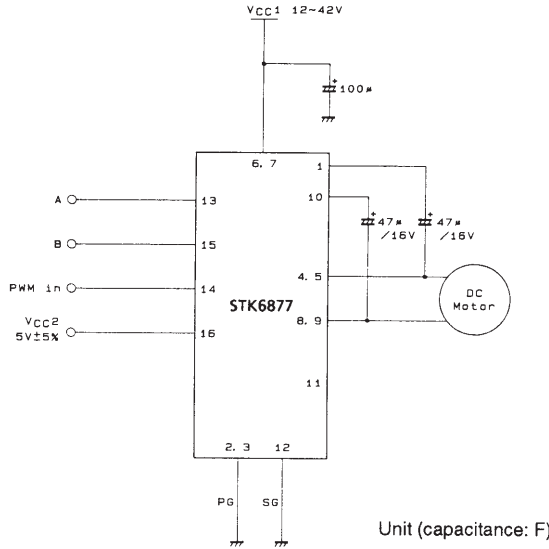 VCC1 12~42V
+
100μ
6, 7
1
10
+
47μ
/16V
+
47μ
/16V
A
13
B
15
PWM in
14
VCC2
5V±5%
16
STK6877
4, 5
8, 9
DC
Motor
11
2, 3
12
PG
SG
Unit (capacitance: F)